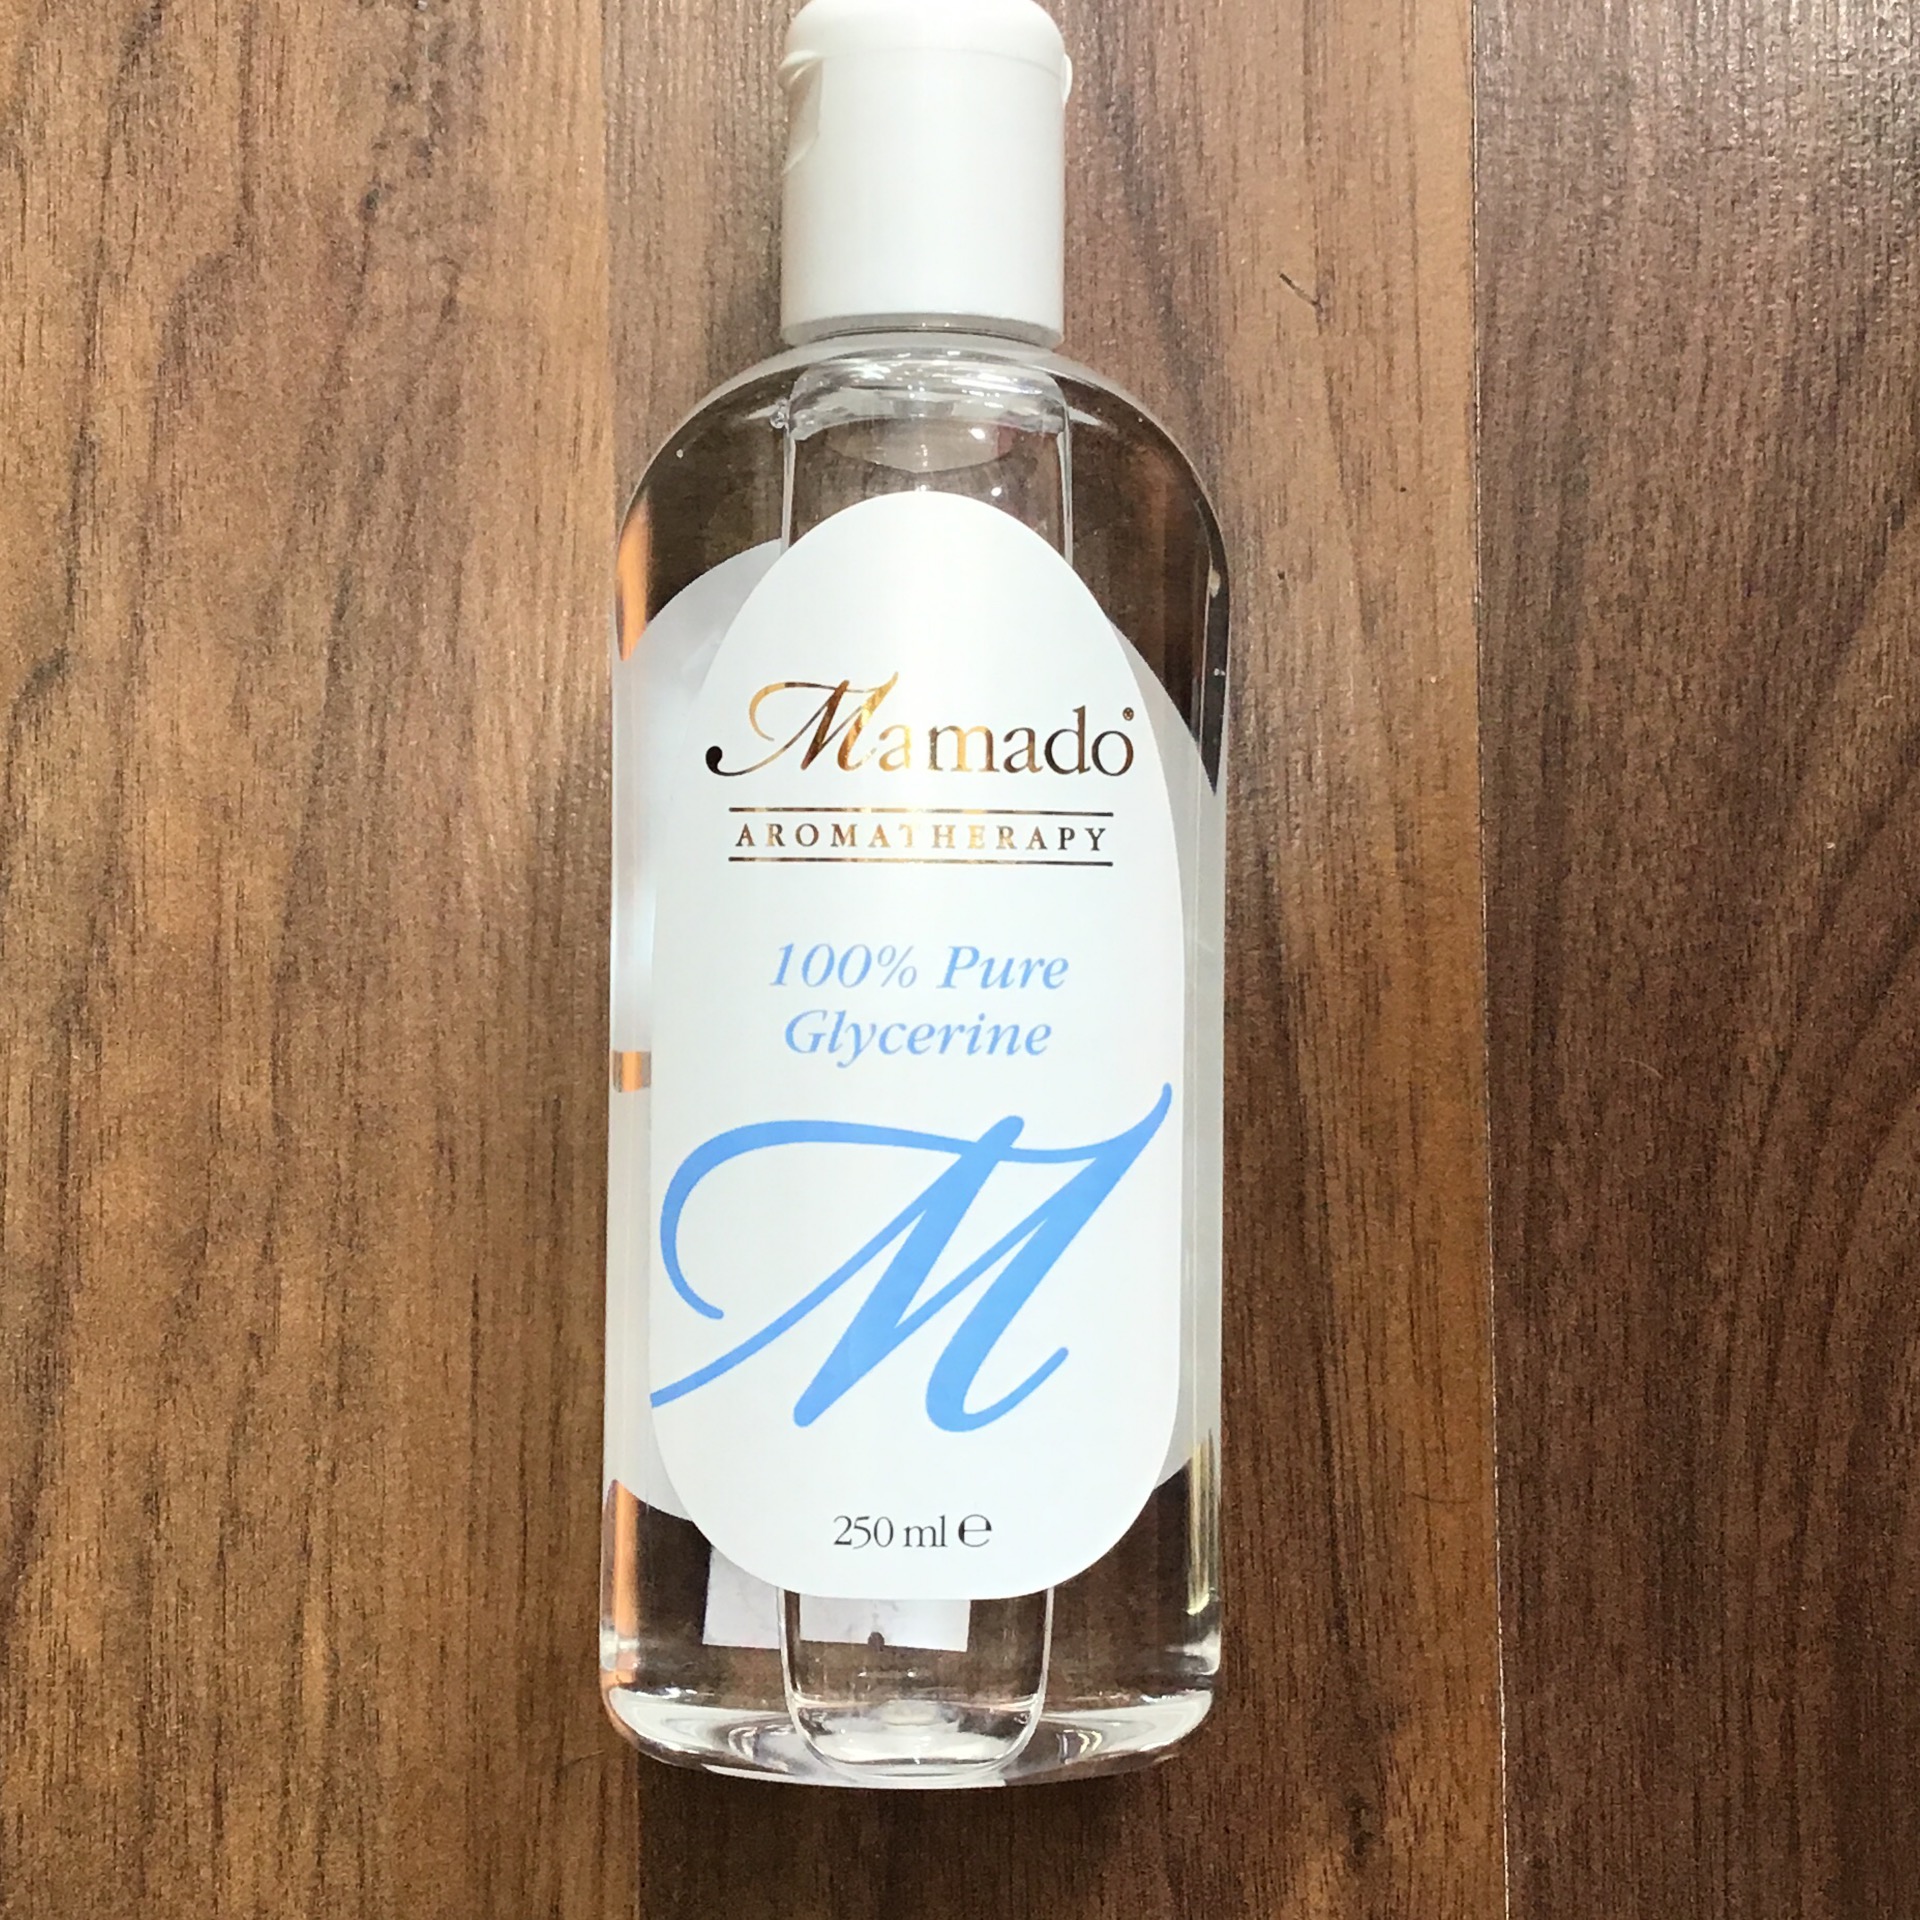 Mamado®
AROMATHERAPY
100% Pure
Glycerine
M
250 ml ℮